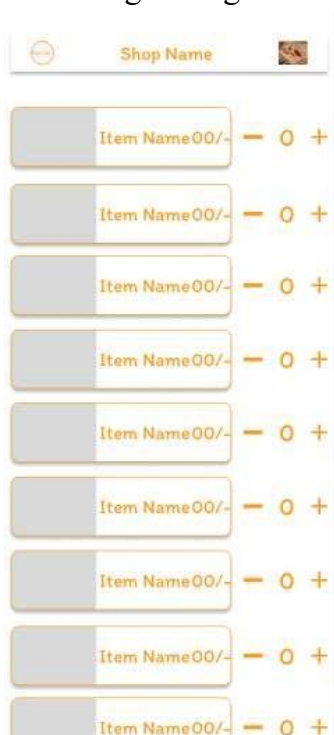 Shop Name
Item Name00/- − 0 +
Item Name00/- − 0 +
Item Name00/- − 0 +
Item Name00/- − 0 +
Item Name00/- − 0 +
Item Name00/- − 0 +
Item Name00/- − 0 +
Item Name00/- − 0 +
Item Name00/- − 0 +